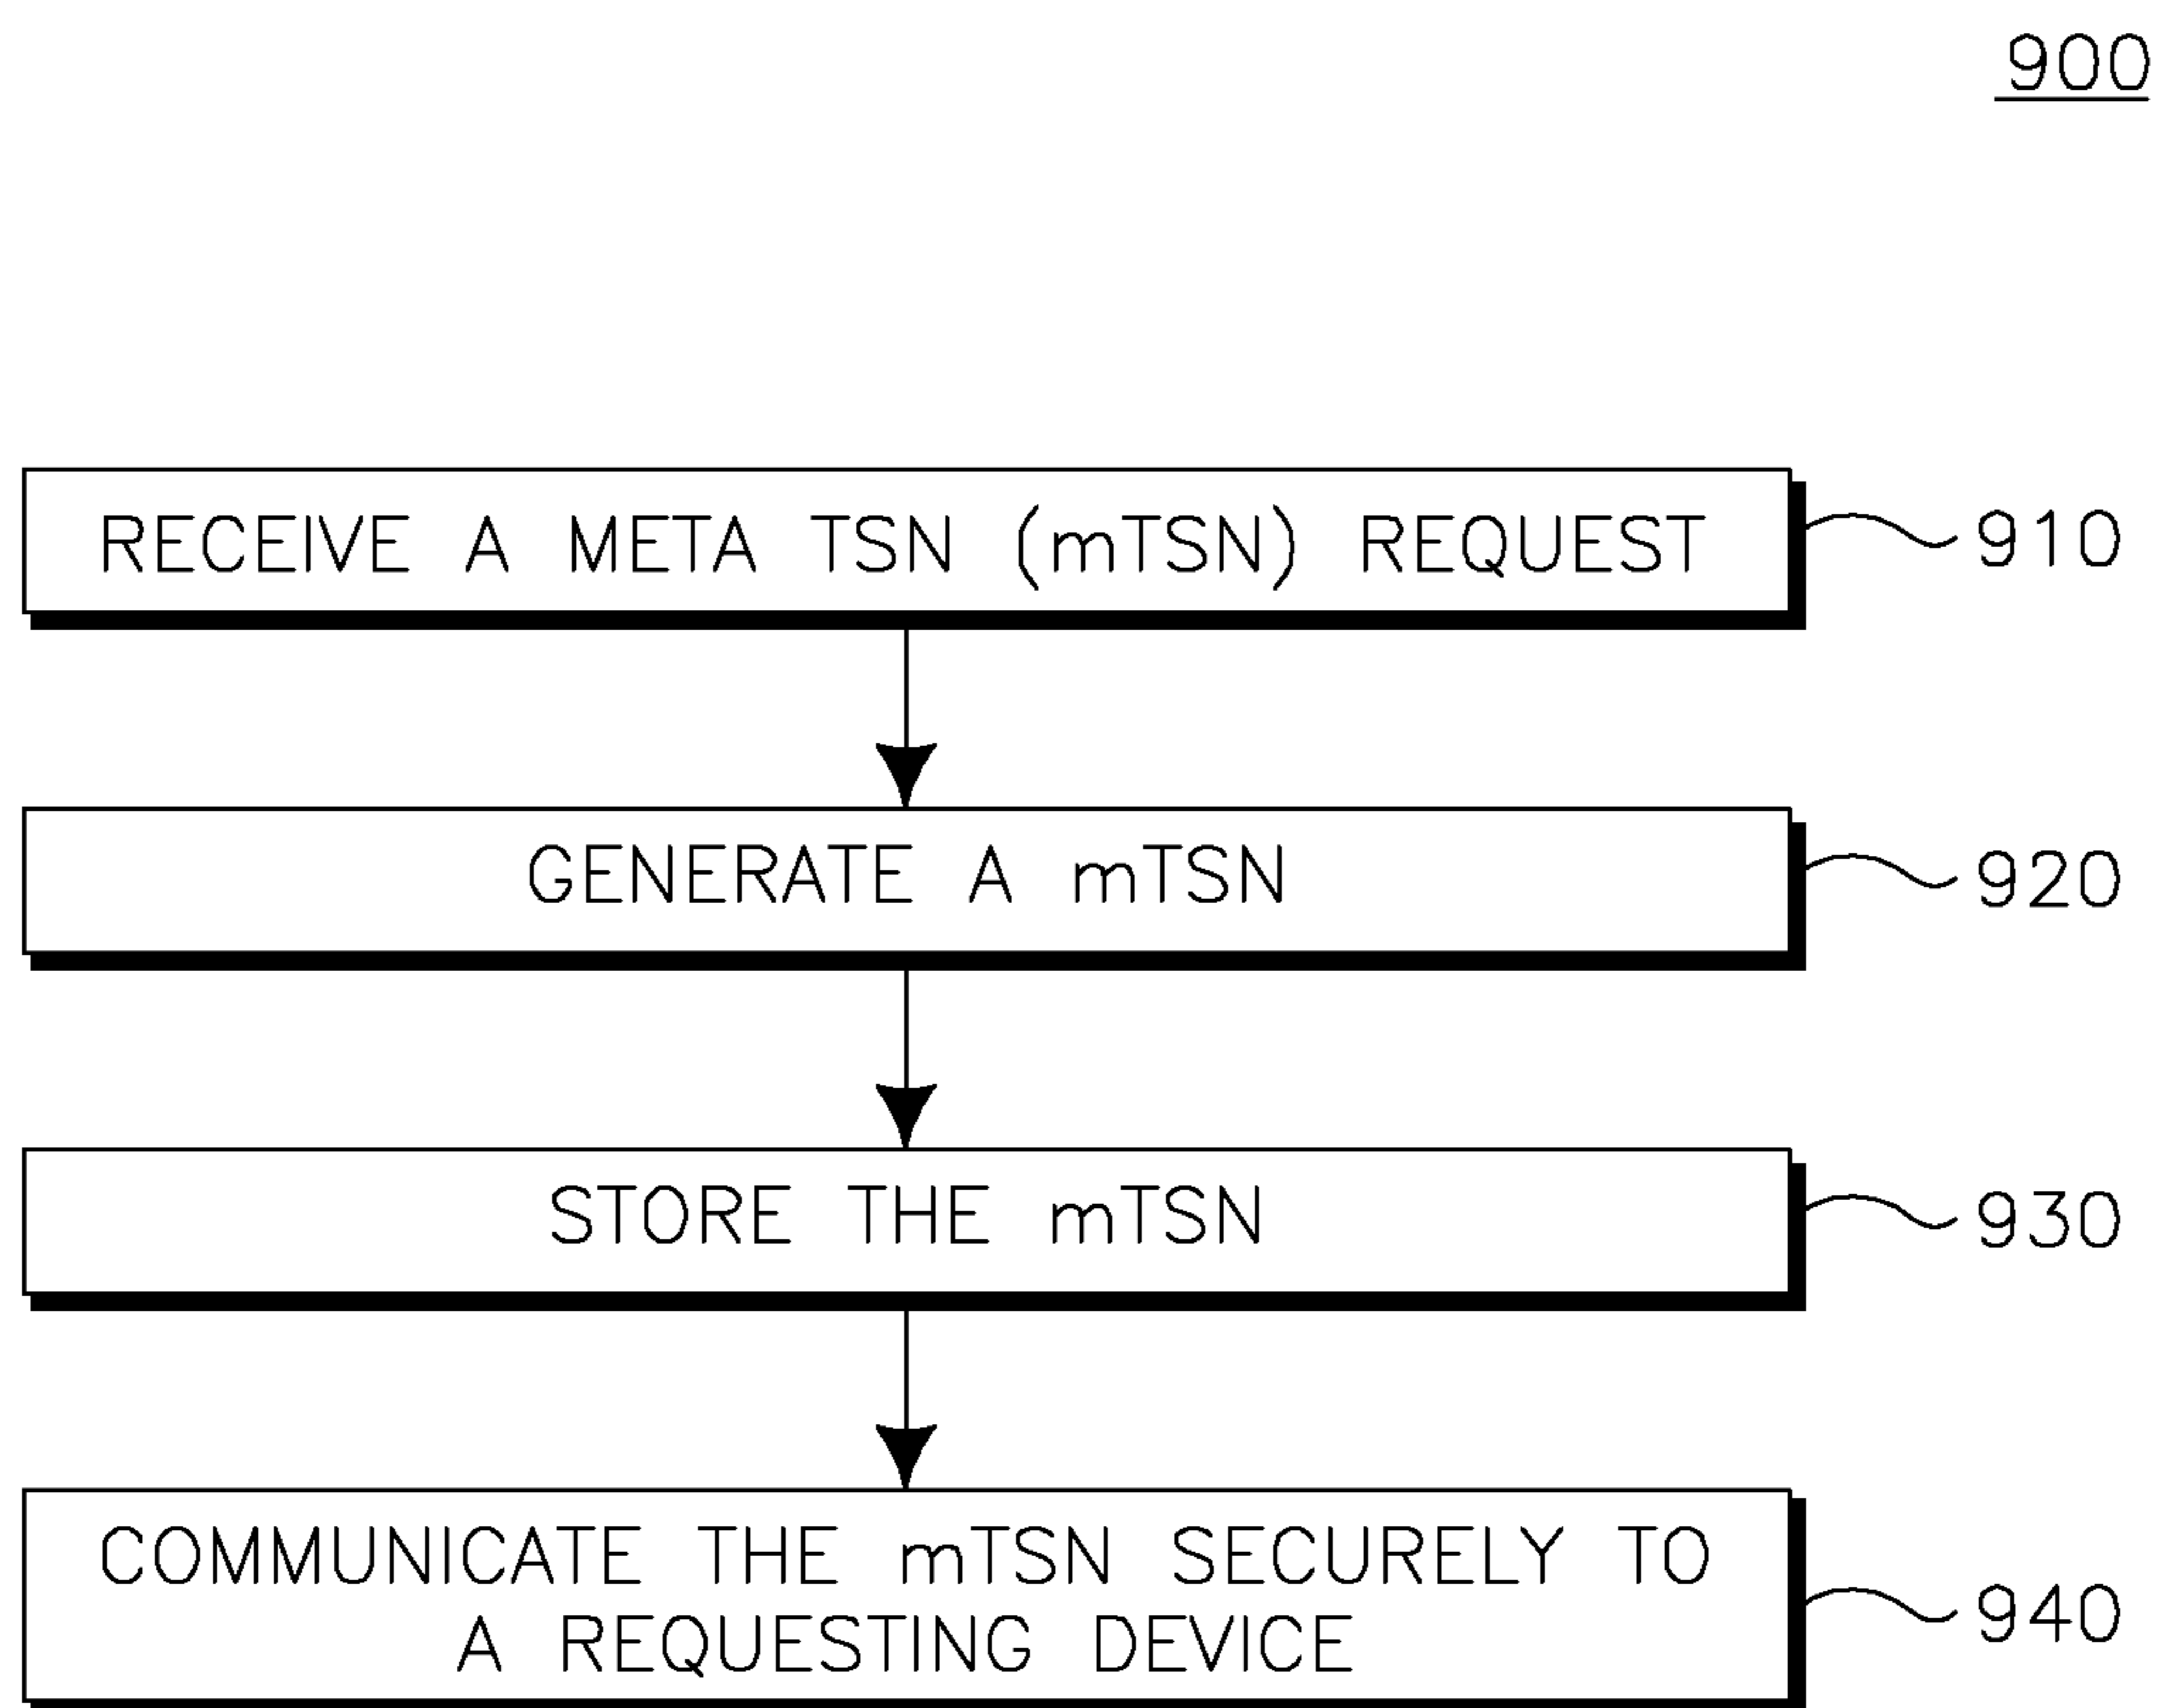 900
RECEIVE A META TSN (mTSN) REQUEST
910
GENERATE A mTSN
920
STORE THE mTSN
930
COMMUNICATE THE mTSN SECURELY TO
A REQUESTING DEVICE
940